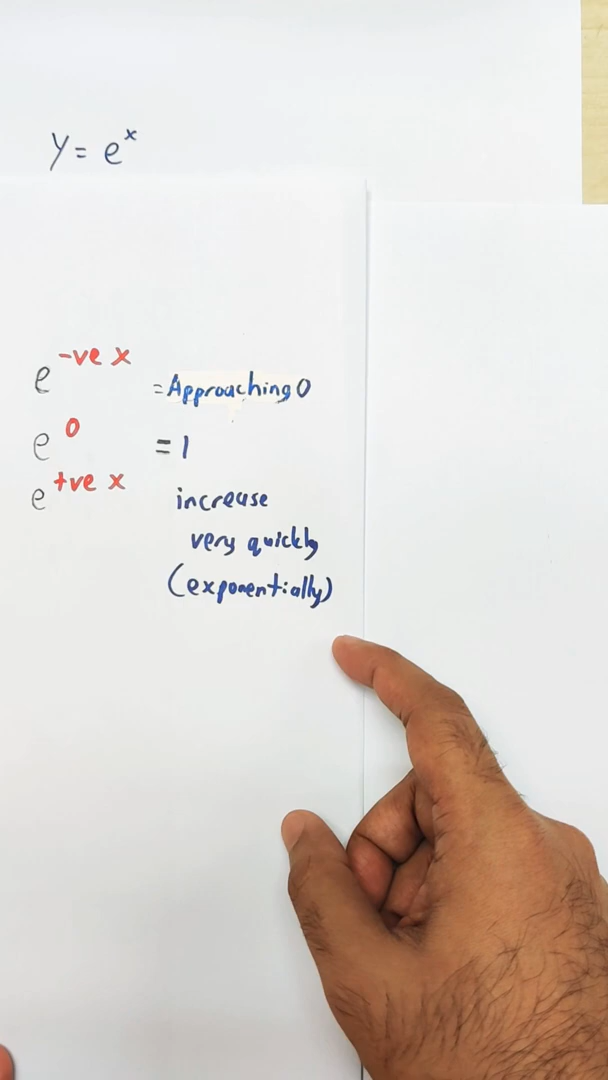 y = e^x
e^-ve x = Approaching 0
e^0 = 1
e^+ve x increase
very quickly
(exponentially)